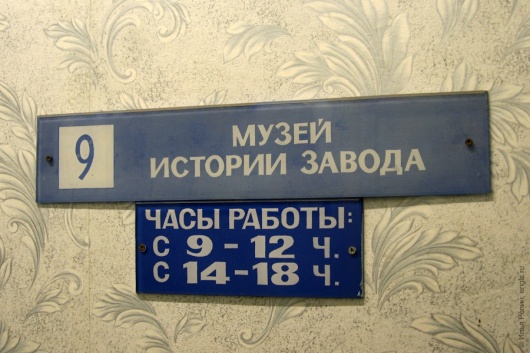 9
МУЗЕЙ
ИСТОРИИ ЗАВОДА
ЧАСЫ РАБОТЫ:
С 9 - 12 Ч.
С 14-18 Ч.